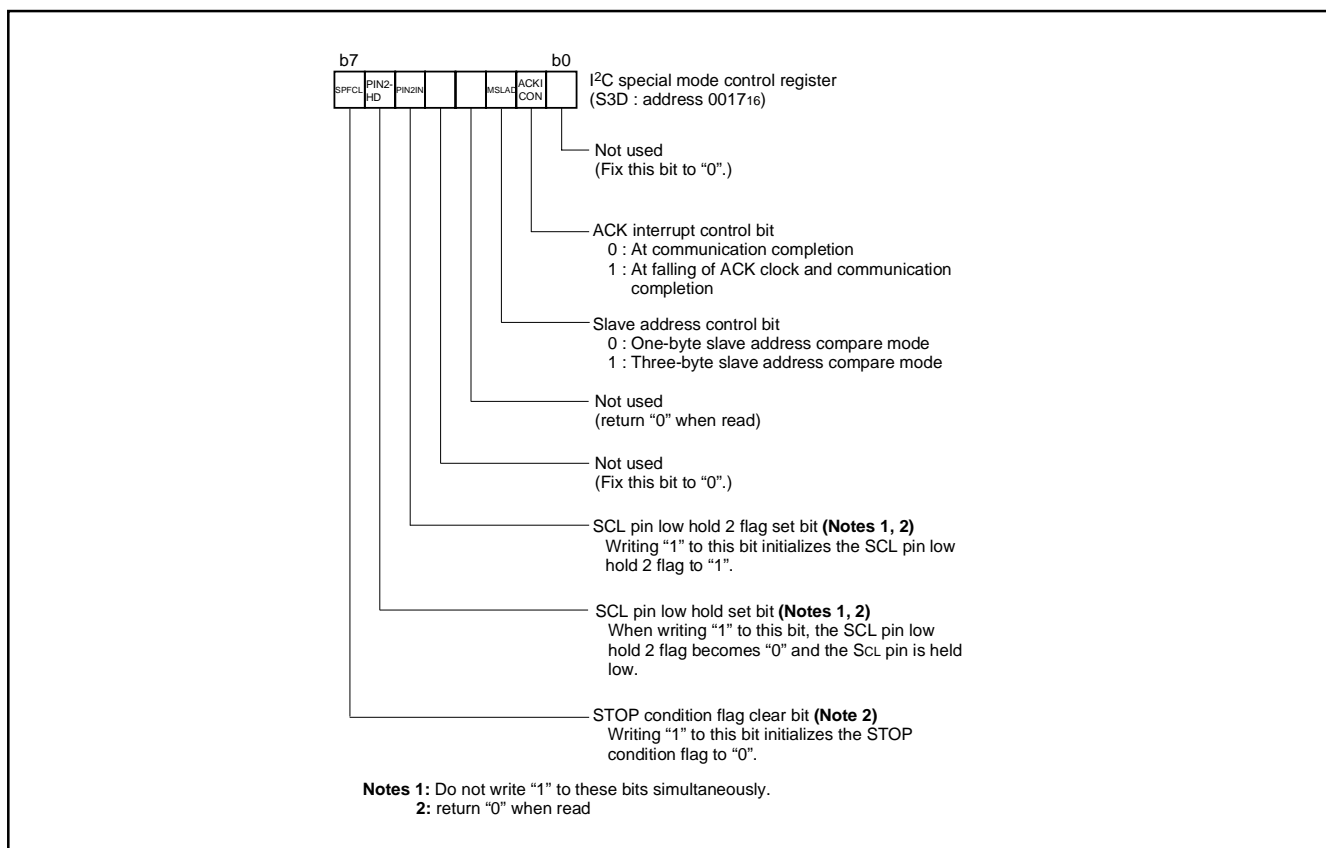 b7 b0
SPFCL PIN2-HD PIN2IN MSLAD ACKI CON
I²C special mode control register
(S3D : address 0017₁₆)
Not used
(Fix this bit to “0”.)
ACK interrupt control bit
0 : At communication completion
1 : At falling of ACK clock and communication
completion
Slave address control bit
0 : One-byte slave address compare mode
1 : Three-byte slave address compare mode
Not used
(return “0” when read)
Not used
(Fix this bit to “0”.)
SCL pin low hold 2 flag set bit (Notes 1, 2)
Writing “1” to this bit initializes the SCL pin low
hold 2 flag to “1”.
SCL pin low hold set bit (Notes 1, 2)
When writing “1” to this bit, the SCL pin low
hold 2 flag becomes “0” and the SCL pin is held
low.
STOP condition flag clear bit (Note 2)
Writing “1” to this bit initializes the STOP
condition flag to “0”.
Notes 1: Do not write “1” to these bits simultaneously.
2: return “0” when read